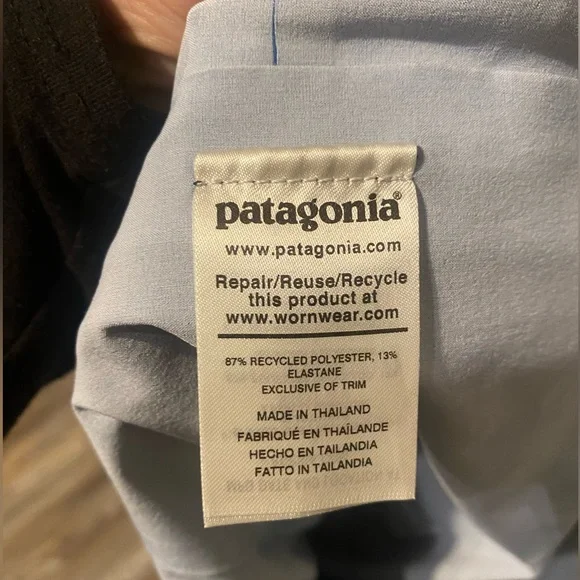 patagonia®
www.patagonia.com
Repair/Reuse/Recycle
this product at
www.wornwear.com
87% RECYCLED POLYESTER, 13%
ELASTANE
EXCLUSIVE OF TRIM
MADE IN THAILAND
FABRIQUÉ EN THAÍLANDE
HECHO EN TAILANDIA
FATTO IN TAILANDIA